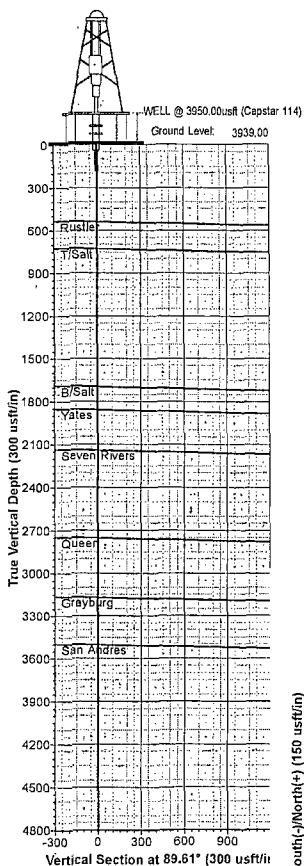 WELL @ 3950.00usft (Capstar 114)
Ground Level: 3939.00
0
300
Rustle
600
T/Salt
900
1200
1500
B/Salt
1800
Yates
2100
Seven Rivers
2400
2700
Queen
3000
Grayburg
3300
San Andres
3600
3900
4200
4500
4800
True Vertical Depth (300 usft/in)
-300 0 300 600 900
Vertical Section at 89.61° (300 usft/in
uth(-)/North(+) (150 usft/in)